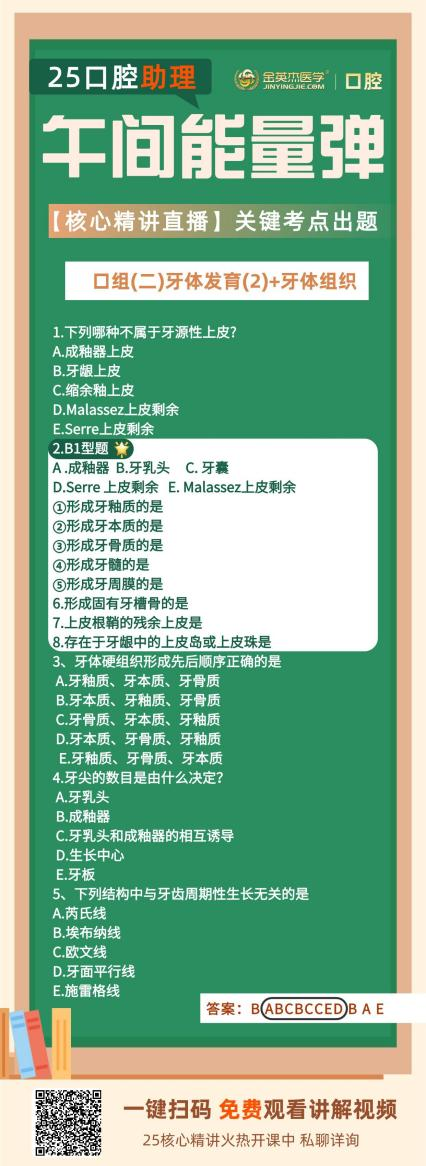 25口腔助理
金英杰医学
JINYINGJIE.COM
口腔
午间能量弹
【核心精讲直播】关键考点出题
口组(二)牙体发育(2)+牙体组织
1.下列哪种不属于牙源性上皮?
A.成釉器上皮
B.牙龈上皮
C.缩余釉上皮
D.Malassez上皮剩余
E.Serre上皮剩余
2.B1型题
A .成釉器 B.牙乳头 C. 牙囊
D.Serre 上皮剩余 E. Malassez上皮剩余
①形成牙釉质的是
②形成牙本质的是
③形成牙骨质的是
④形成牙髓的是
⑤形成牙周膜的是
6.形成固有牙槽骨的是
7.上皮根鞘的残余上皮是
8.存在于牙龈中的上皮岛或上皮珠是
3、牙体硬组织形成先后顺序正确的是
A.牙釉质、牙本质、牙骨质
B.牙本质、牙釉质、牙骨质
C.牙骨质、牙本质、牙釉质
D.牙本质、牙骨质、牙釉质
E.牙釉质、牙骨质、牙本质
4.牙尖的数目是由什么决定?
A.牙乳头
B.成釉器
C.牙乳头和成釉器的相互诱导
D.生长中心
E.牙板
5、下列结构中与牙齿周期性生长无关的是
A.芮氏线
B.埃布纳线
C.欧文线
D.牙面平行线
E.施雷格线
答案：B ABCBCCED B A E
一键扫码 免费观看讲解视频
25核心精讲火热开课中 私聊详询